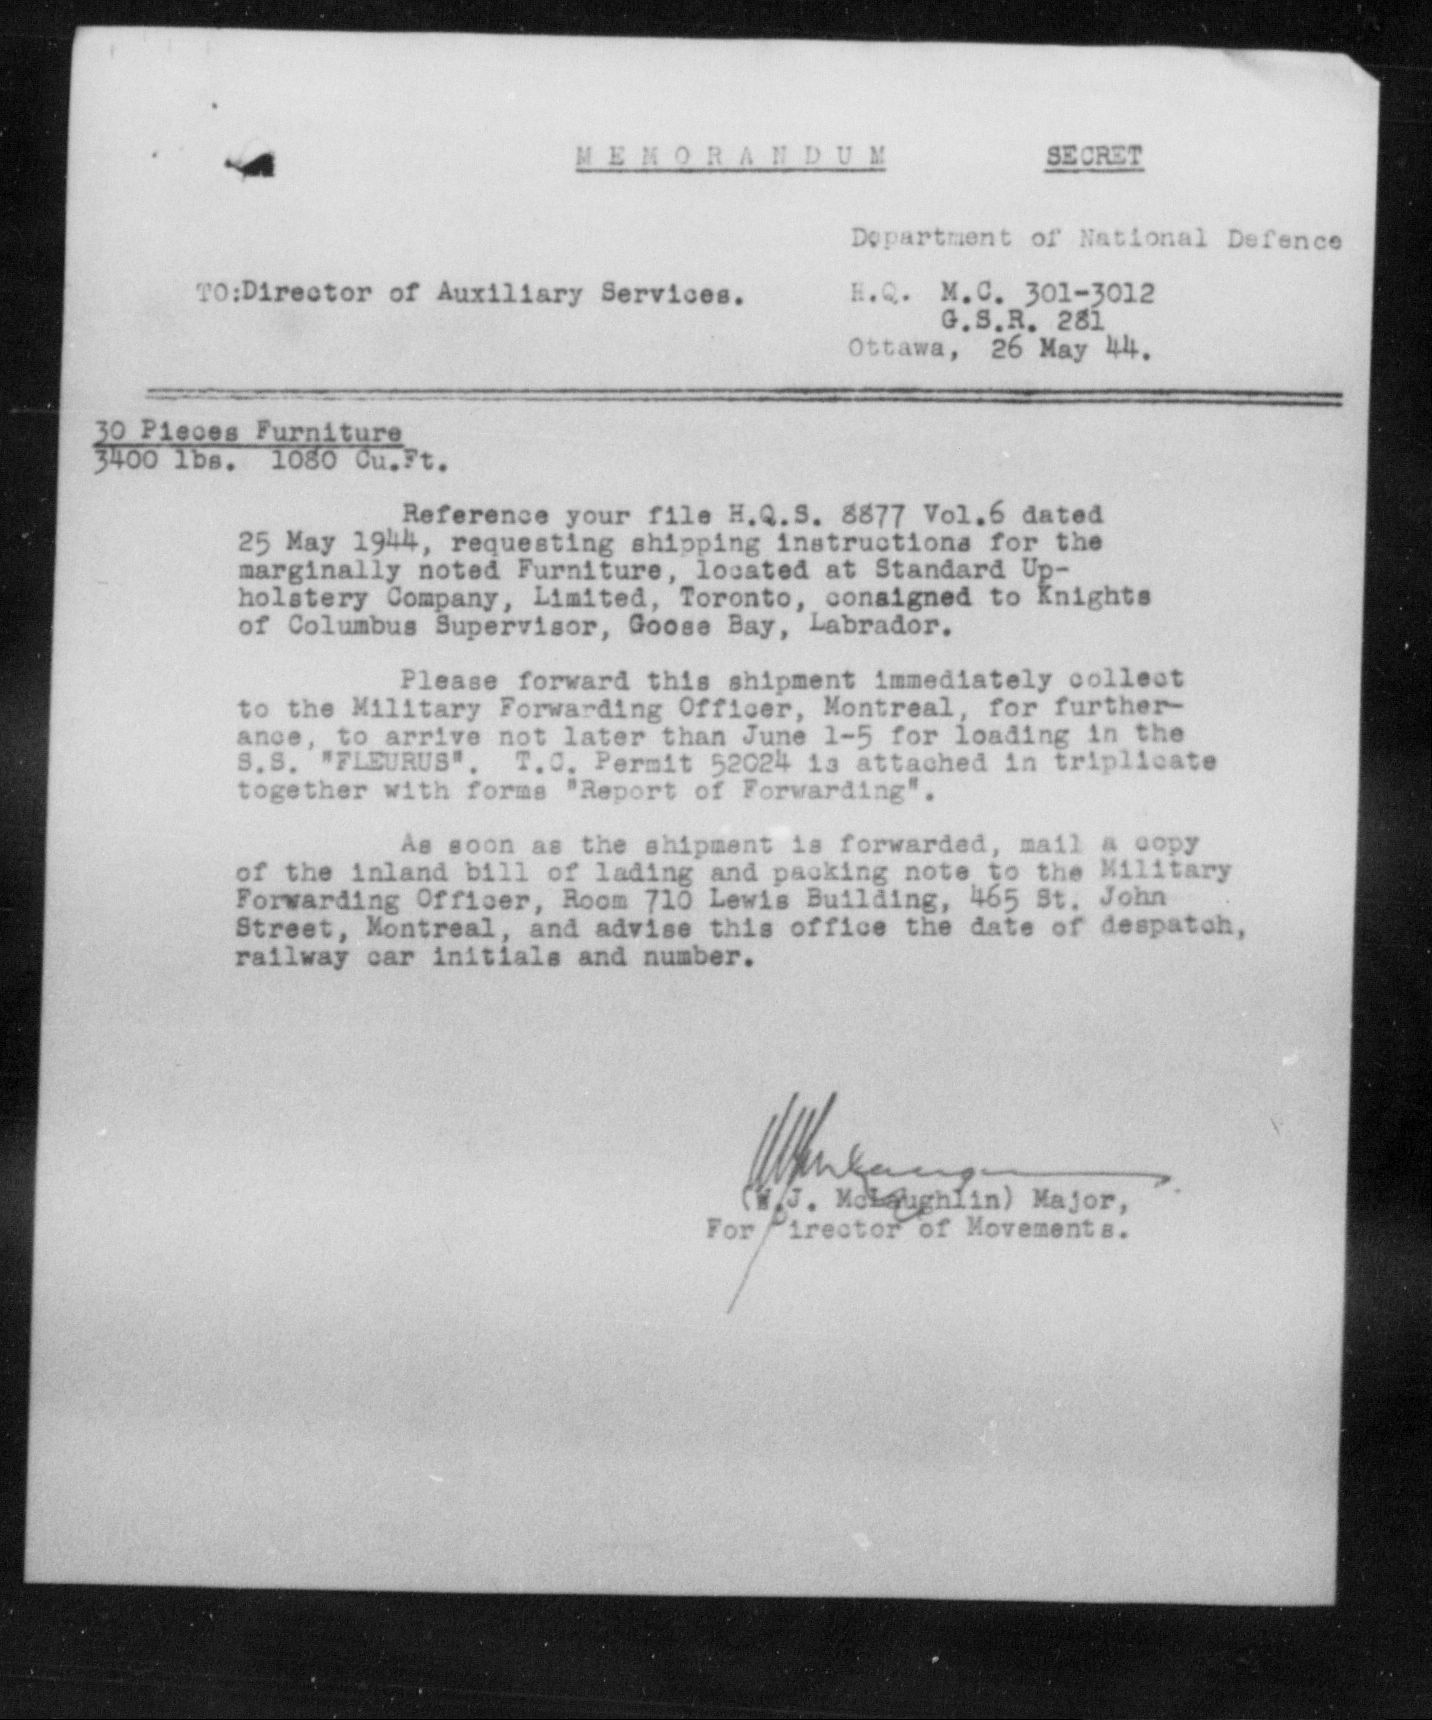 MEMORANDUM SECRET
Department of National Defence
TO:Director of Auxiliary Services. H.Q. M.C. 301-3012
G.S.R. 281
Ottawa, 26 May 44.
30 Pieces Furniture
3400 lbs. 1080 Cu.Ft.
Reference your file H.Q.S. 8877 Vol.6 dated
25 May 1944, requesting shipping instructions for the
marginally noted Furniture, located at Standard Up-
holstery Company, Limited, Toronto, consigned to Knights
of Columbus Supervisor, Goose Bay, Labrador.
Please forward this shipment immediately collect
to the Military Forwarding Officer, Montreal, for further-
ance, to arrive not later than June 1-5 for loading in the
S.S. "FLEURUS". T.C. Permit 52024 is attached in triplicate
together with forms "Report of Forwarding".
As soon as the shipment is forwarded, mail a copy
of the inland bill of lading and packing note to the Military
Forwarding Officer, Room 710 Lewis Building, 465 St. John
Street, Montreal, and advise this office the date of despatch,
railway car initials and number.
(W.J. McLaughlin) Major,
For Director of Movements.